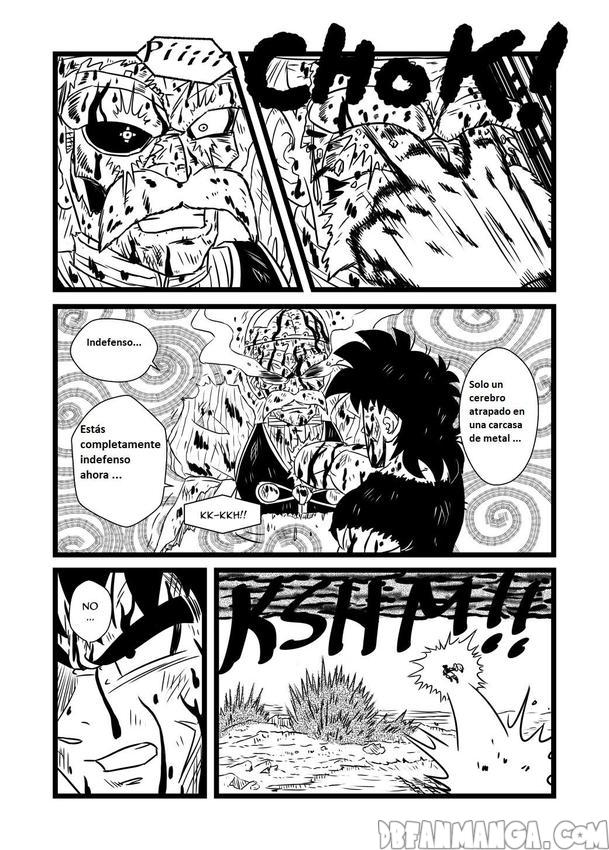 Piiii...
CHOK!
Indefenso...
Estás
completamente
indefenso
ahora ...
Solo un
cerebro
atrapado en
una carcasa
de metal ...
KK-KKH!!
NO
...
KSHM!!
DBFANMANGA.COM